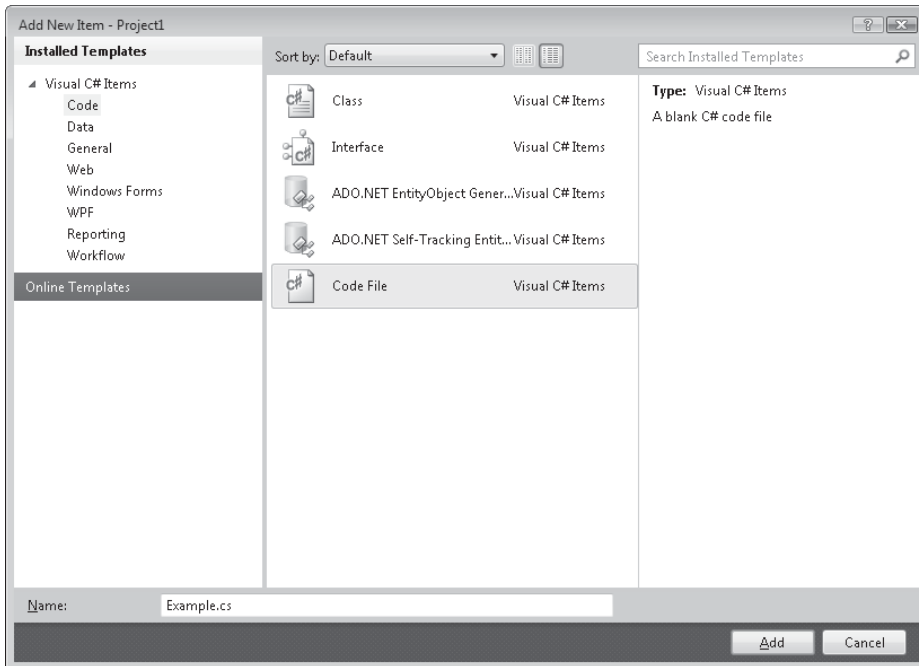 Add New Item - Project1
Installed Templates
Visual C# Items
Code
Data
General
Web
Windows Forms
WPF
Reporting
Workflow
Online Templates
Sort by: Default
C# Class Visual C# Items
C# Interface Visual C# Items
ADO.NET EntityObject Gener...Visual C# Items
ADO.NET Self-Tracking Entit... Visual C# Items
C# Code File Visual C# Items
Search Installed Templates
Type: Visual C# Items
A blank C# code file
Name: Example.cs
Add Cancel